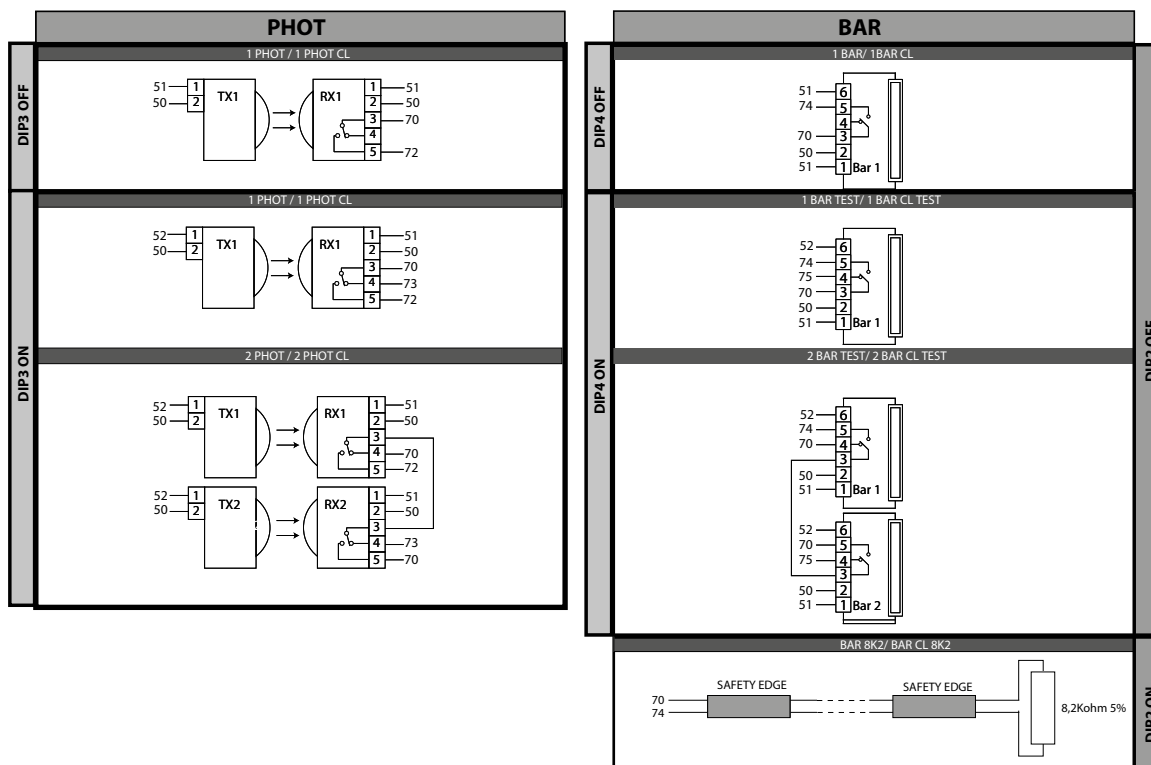 PHOT
DIP3 OFF
1 PHOT / 1 PHOT CL
51 1
50 2
TX1
RX1
1 51
2 50
3 70
4
5 72
DIP3 ON
1 PHOT / 1 PHOT CL
52 1
50 2
TX1
RX1
1 51
2 50
3 70
4 73
5 72
2 PHOT / 2 PHOT CL
52 1
50 2
TX1
RX1
1 51
2 50
3
4 70
5 72
52 1
50 2
TX2
RX2
1 51
2 50
3
4 73
5 70
BAR
DIP4 OFF
1 BAR/ 1BAR CL
51 6
74 5
4
70 3
50 2
51 1 Bar 1
DIP4 ON
1 BAR TEST/ 1 BAR CL TEST
52 6
74 5
75 4
70 3
50 2
51 1 Bar 1
2 BAR TEST/ 2 BAR CL TEST
52 6
74 5
70 4
3
50 2
51 1 Bar 1
52 6
70 5
75 4
3
50 2
51 1 Bar 2
OFF
BAR 8K2/ BAR CL 8K2
70
74
SAFETY EDGE
SAFETY EDGE
8,2Kohm 5%
ON